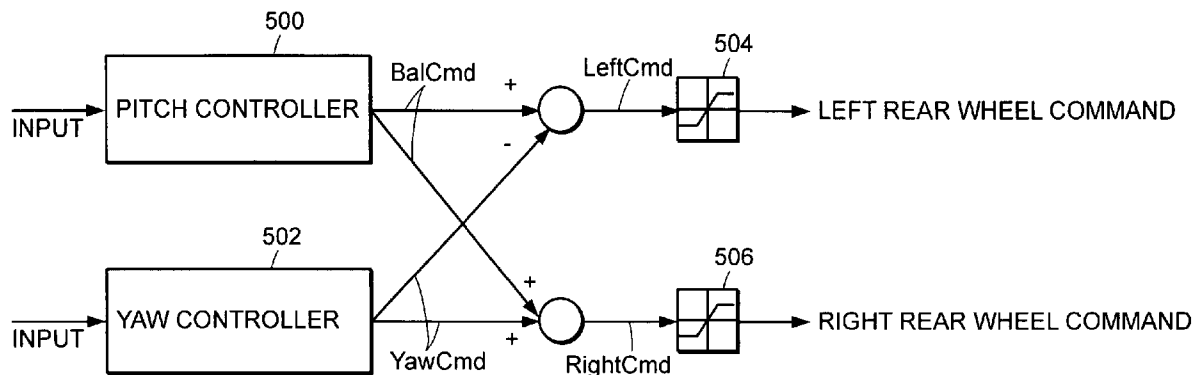 500
PITCH CONTROLLER
INPUT
BalCmd
+
-
LeftCmd
504
LEFT REAR WHEEL COMMAND
502
YAW CONTROLLER
INPUT
YawCmd
+
+
RightCmd
506
RIGHT REAR WHEEL COMMAND